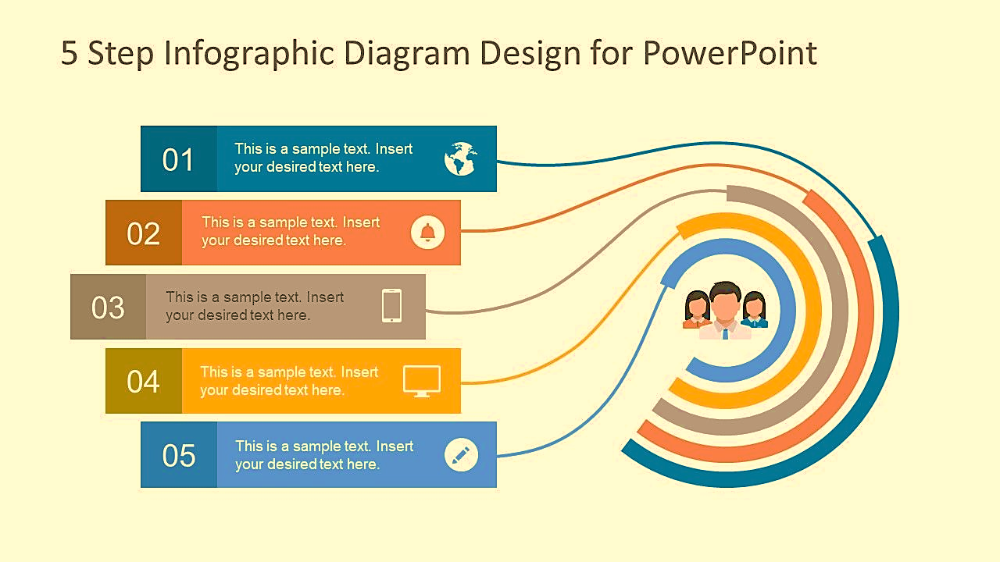 5 Step Infographic Diagram Design for PowerPoint
01
This is a sample text. Insert
your desired text here.
02
This is a sample text. Insert
your desired text here.
03
This is a sample text. Insert
your desired text here.
04
This is a sample text. Insert
your desired text here.
05
This is a sample text. Insert
your desired text here.